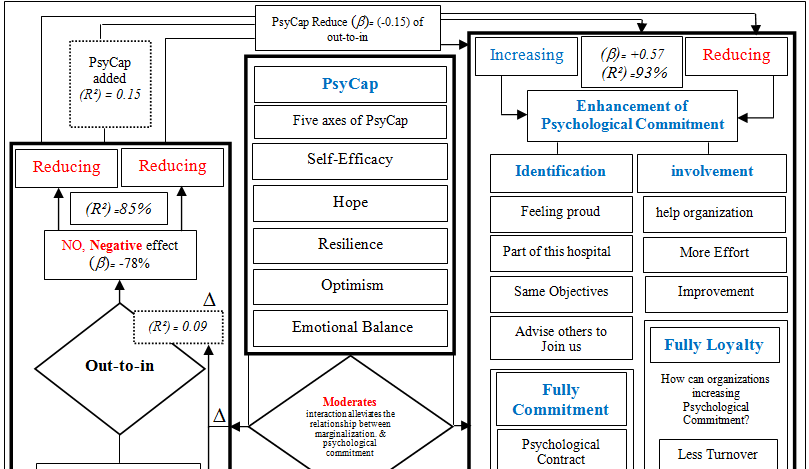 PsyCap Reduce (β)= (-0.15) of
out-to-in
PsyCap
added
(R²) = 0.15
Reducing
Reducing
(R²) =85%
NO, Negative effect
(β)= -78%
Δ
(R²) = 0.09
Out-to-in
Δ
PsyCap
Five axes of PsyCap
Self-Efficacy
Hope
Resilience
Optimism
Emotional Balance
Moderates
interaction alleviates the
relationship between
marginalization, &
psychological
commitment
Increasing
(β)= +0.57
(R²) =93%
Reducing
Enhancement of
Psychological Commitment
Identification
Feeling proud
Part of this hospital
Same Objectives
Advise others to
Join us
Fully
Commitment
Psychological
Contract
involvement
help organization
More Effort
Improvement
Fully Loyalty
How can organizations
increasing
Psychological
Commitment?
Less Turnover